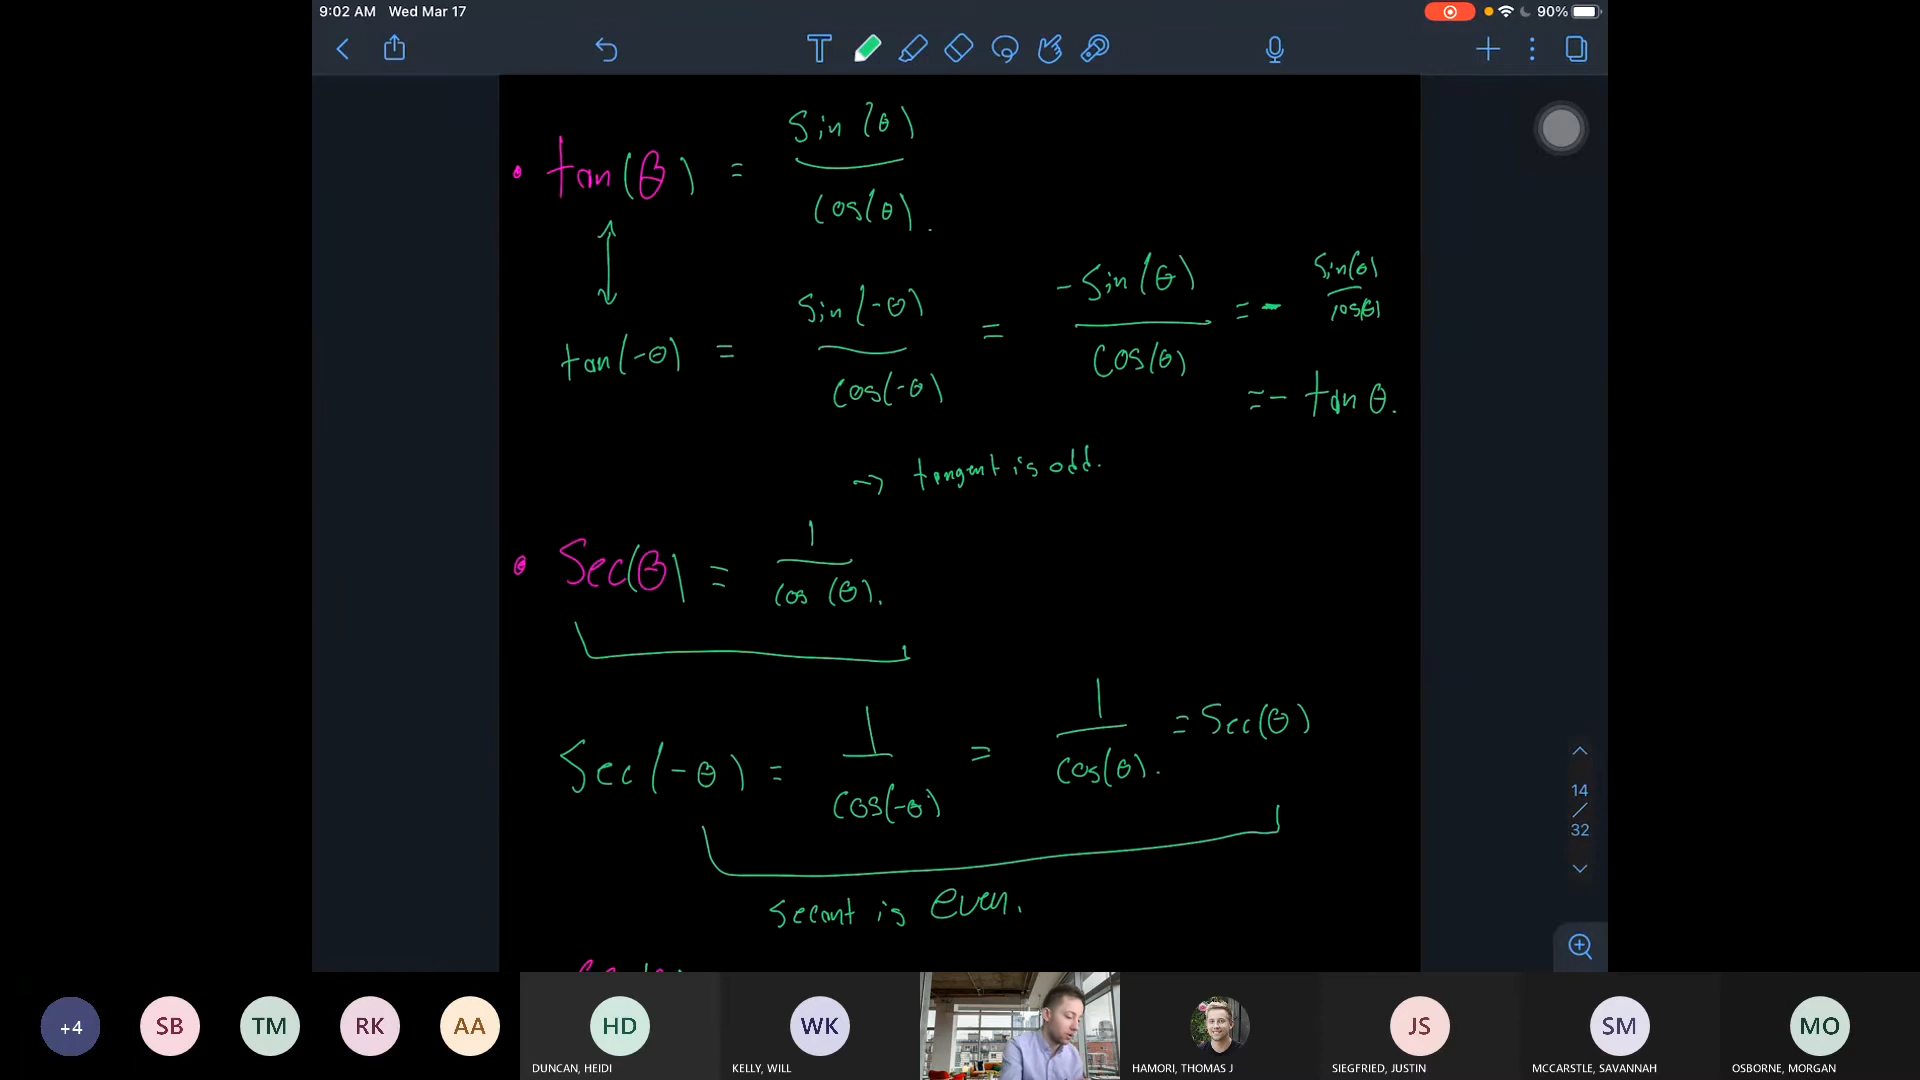 9:02 AM Wed Mar 17
90%
• tan(θ) = sin(θ) / cos(θ).
tan(-θ) = sin(-θ) / cos(-θ) = -sin(θ) / cos(θ) = - sin(θ) / cos(θ)
= - tan θ.
→ tangent is odd.
• Sec(θ) = 1 / cos(θ).
Sec(-θ) = 1 / cos(-θ) = 1 / cos(θ). = Sec(θ)
secant is even.
14
/
32
+4
SB
TM
RK
AA
HD
WK
JS
SM
MO
DUNCAN, HEIDI
KELLY, WILL
HAMORI, THOMAS J
SIEGFRIED, JUSTIN
MCCARSTLE, SAVANNAH
OSBORNE, MORGAN